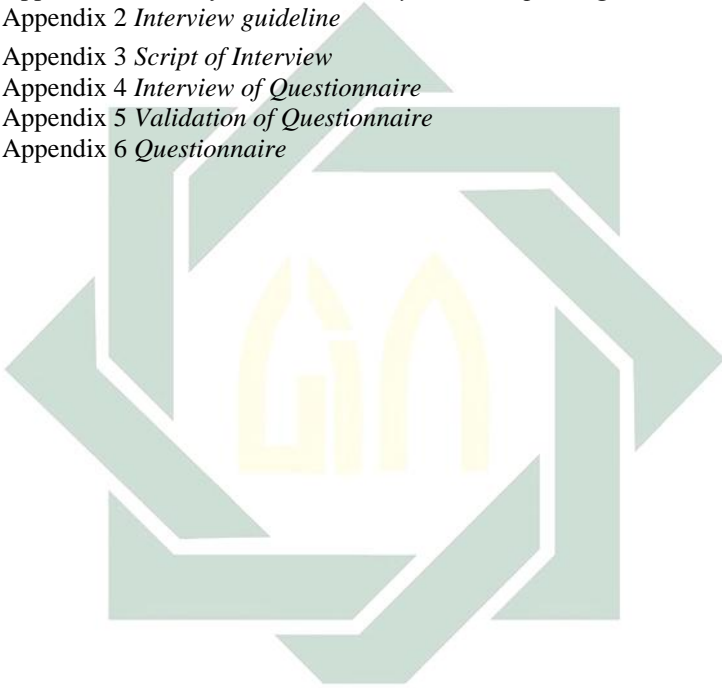 Appendix 2 Interview guideline
Appendix 3 Script of Interview
Appendix 4 Interview of Questionnaire
Appendix 5 Validation of Questionnaire
Appendix 6 Questionnaire